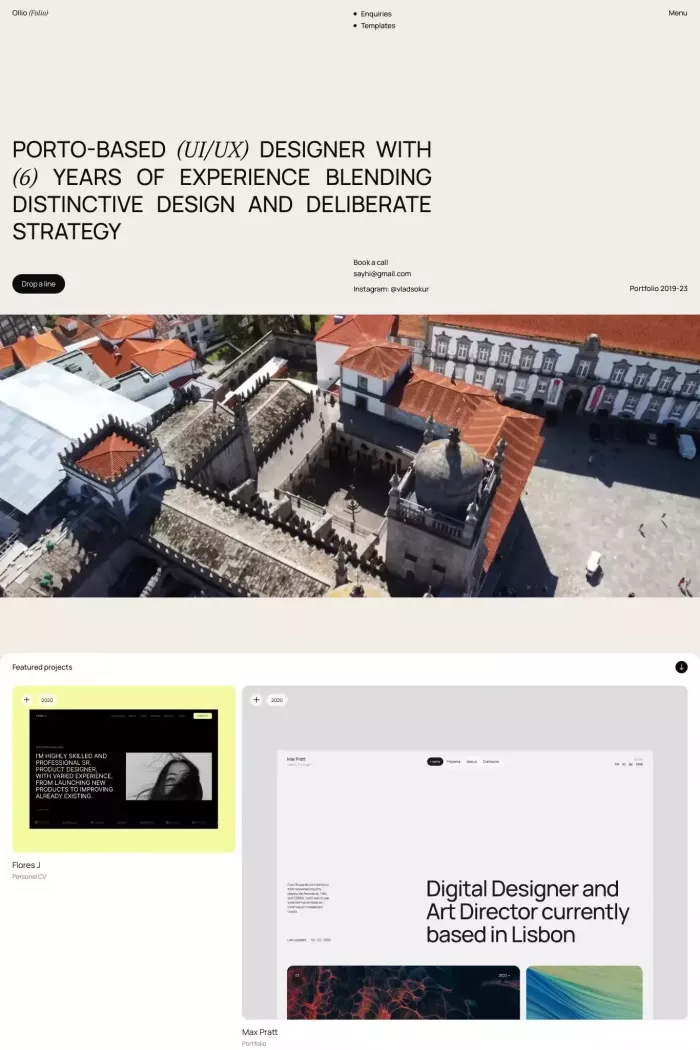 Ollio (Folio)
Enquiries
Templates
Menu
PORTO-BASED (UI/UX) DESIGNER WITH
(6) YEARS OF EXPERIENCE BLENDING
DISTINCTIVE DESIGN AND DELIBERATE
STRATEGY
Drop a line
Book a call
sayhi@gmail.com
Instagram: @vladsokur
Portfolio 2019-23
Featured projects
2020
I'M HIGHLY SKILLED AND
PROFESSIONAL SR.
PRODUCT DESIGNER,
WITH VARIED EXPERIENCE,
FROM LAUNCHING NEW
PRODUCTS TO IMPROVING
ALREADY EXISTING.
Flores J
Personal CV
2020
Max Pratt
Home Projects About Contacts
Digital Designer and
Art Director currently
based in Lisbon
Last updated
Max Pratt
Portfolio